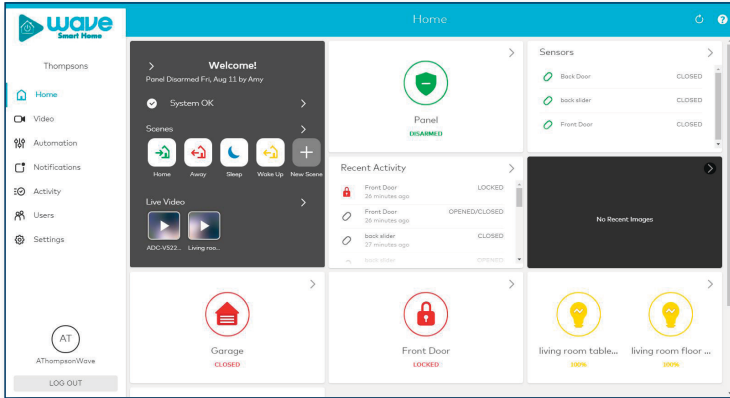 wave
Smart Home
Home
Thompsons
Home
Video
Automation
Notifications
Activity
Users
Settings
AT
AThompsonWave
LOG OUT
Welcome!
Panel Disarmed Fri, Aug 11 by Amy
System OK
Scenes
Home Away Sleep Wake Up New Scene
Live Video
ADC-V522... Living roo...
Panel
DISARMED
Sensors
Back Door CLOSED
back slider CLOSED
Front Door CLOSED
Recent Activity
Front Door LOCKED
36 minutes ago
Front Door OPENED/CLOSED
36 minutes ago
back slider CLOSED
37 minutes ago
back slider OPENED
No Recent Images
Garage
CLOSED
Front Door
LOCKED
living room table... living room floor ...
100% 100%